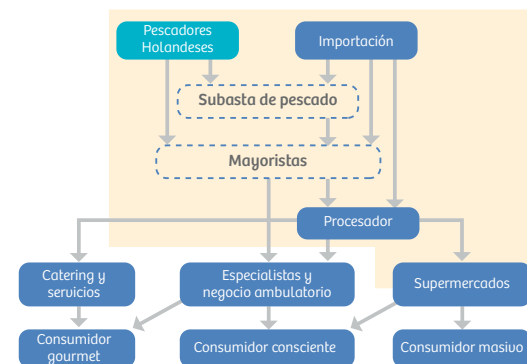 Pescadores
Holandeses
Importación
Subasta de pescado
Mayoristas
Procesador
Catering y
servicios
Especialistas y
negocio ambulatorio
Supermercados
Consumidor
gourmet
Consumidor consciente
Consumidor masivo